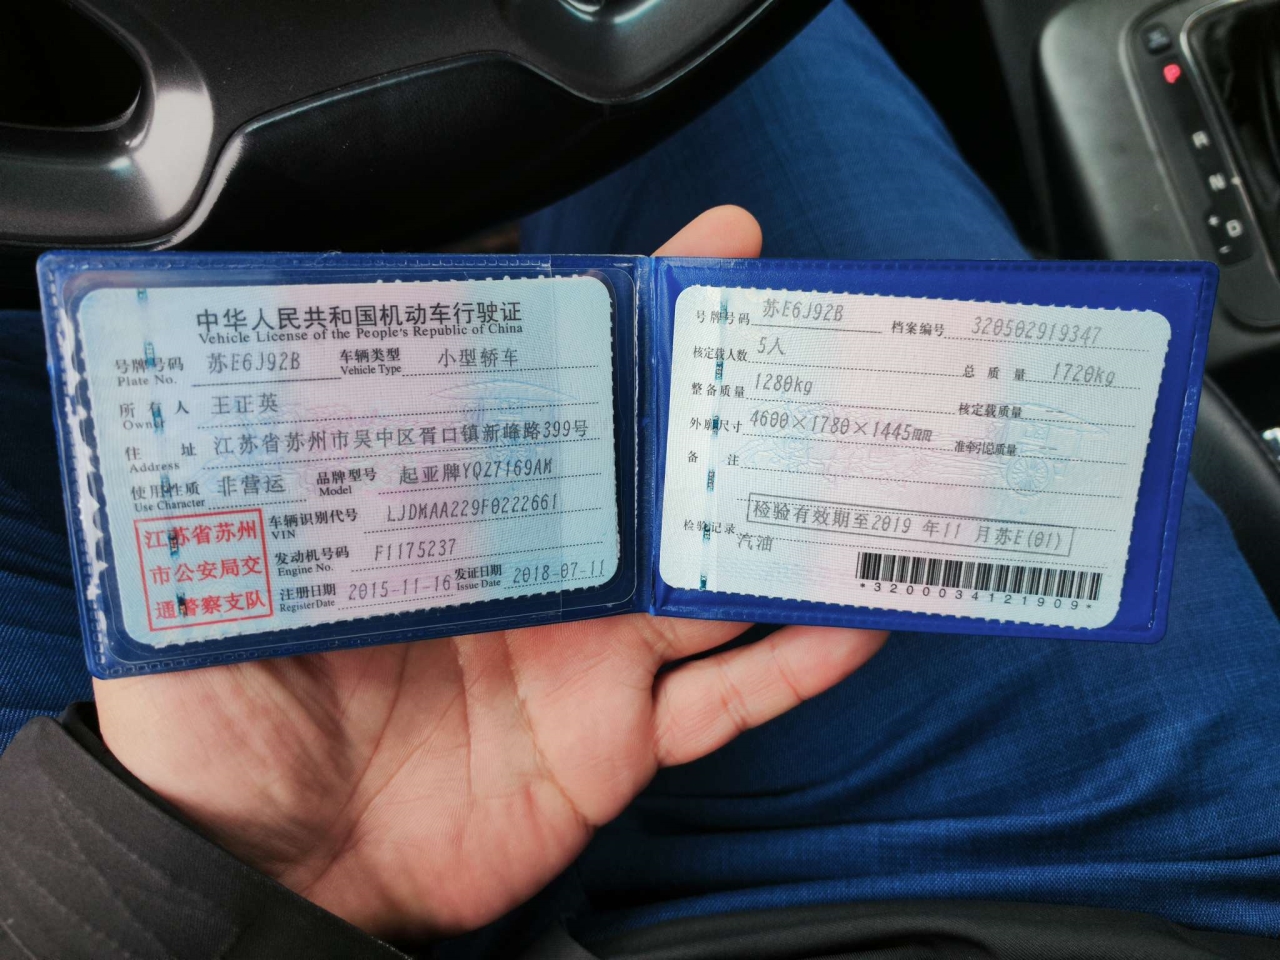 中华人民共和国机动车行驶证
Vehicle License of the People's Republic of China
号牌号码 苏E6J92B 车辆类型 小型轿车
Plate No. Vehicle Type
所有人 王正英
Owner
住址 江苏省苏州市吴中区胥口镇新峰路399号
Address
使用性质 非营运 品牌型号 起亚牌YQZ7169AM
Use Character Model
江苏省苏州
市公安局交
通警察支队
车辆识别代号 LJDMAA229F0222661
VIN
发动机号码 F1175237
Engine No.
注册日期 2015-11-16 发证日期 2018-07-11
Register Date Issue Date
号牌号码 苏E6J92B 档案编号 320502919347
核定载人数 5人 总质量 1720kg
整备质量 1280kg 核定载质量
外廓尺寸 4600×1780×1445mm 准牵引总质量
备注
检验有效期至2019年11月苏E(01)
检验记录
汽油
*3200034121909*
P
R
N
D